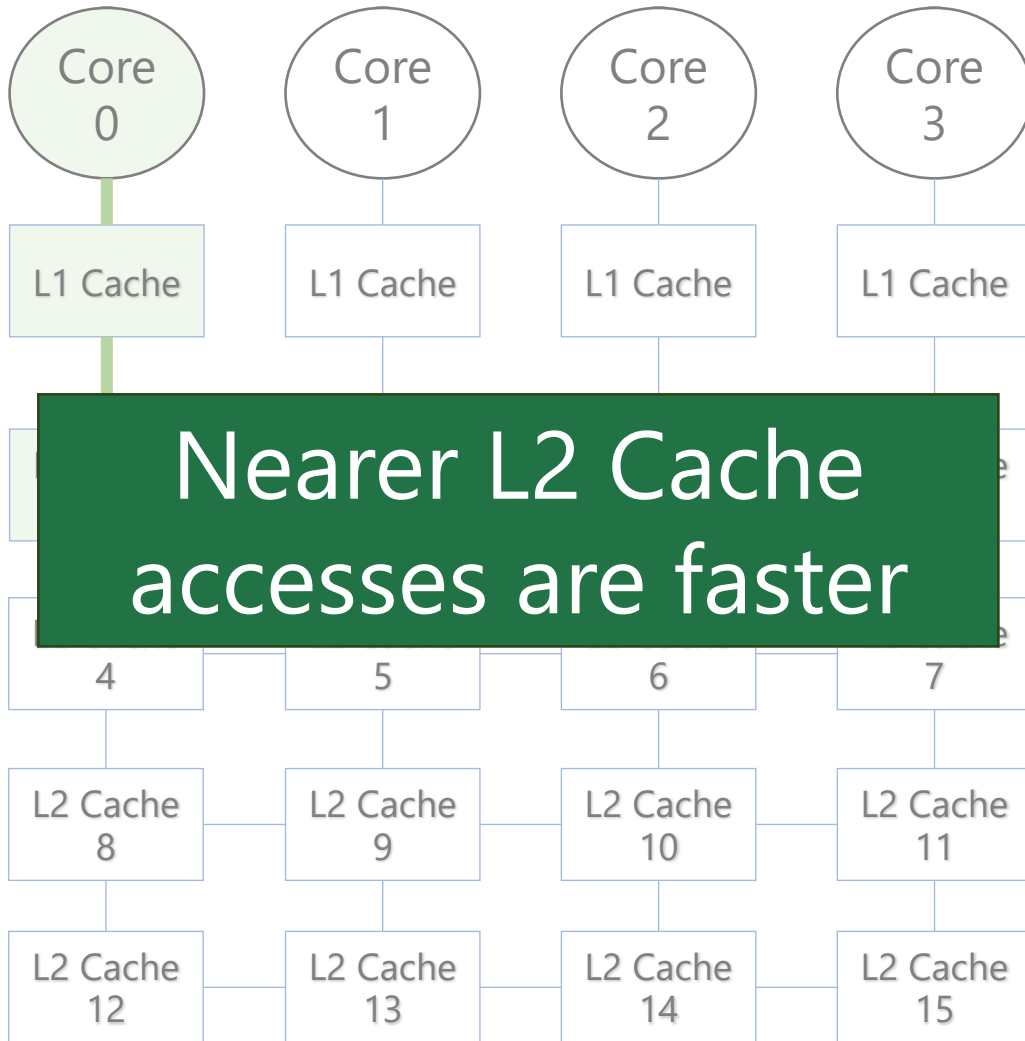 Core
0
Core
1
Core
2
Core
3
L1 Cache
L1 Cache
L1 Cache
L1 Cache
Nearer L2 Cache
accesses are faster
4
5
6
7
L2 Cache
8
L2 Cache
9
L2 Cache
10
L2 Cache
11
L2 Cache
12
L2 Cache
13
L2 Cache
14
L2 Cache
15